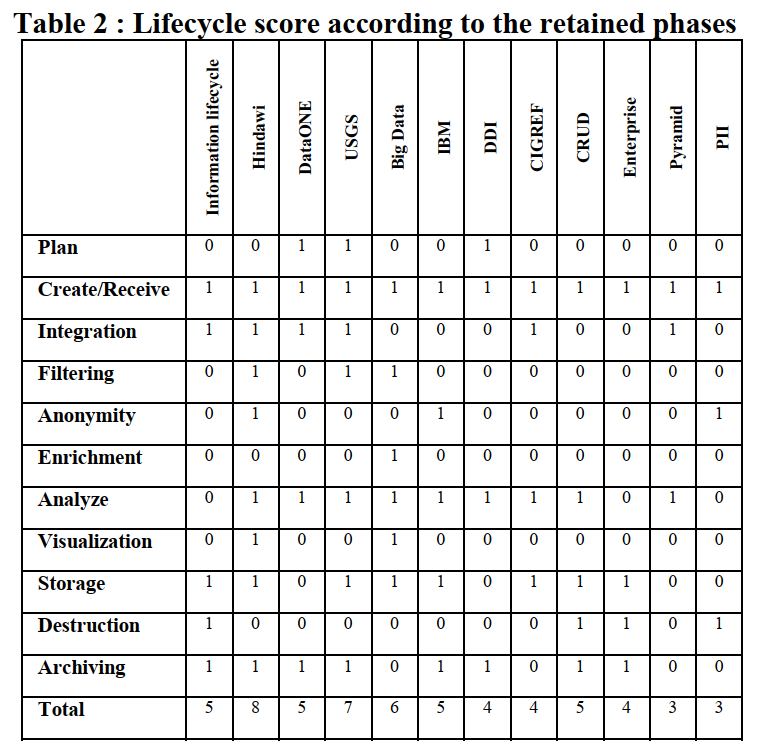 Table 2 : Lifecycle score according to the retained phases
Information lifecycle Hindawi DataONE USGS Big Data IBM DDI CIGREF CRUD Enterprise Pyramid PII
Plan 0 0 1 1 0 0 1 0 0 0 0 0
Create/Receive 1 1 1 1 1 1 1 1 1 1 1 1
Integration 1 1 1 1 0 0 0 1 0 0 1 0
Filtering 0 1 0 1 1 0 0 0 0 0 0 0
Anonymity 0 1 0 0 0 1 0 0 0 0 0 1
Enrichment 0 0 0 0 1 0 0 0 0 0 0 0
Analyze 0 1 1 1 1 1 1 1 1 0 1 0
Visualization 0 1 0 0 1 0 0 0 0 0 0 0
Storage 1 1 0 1 1 1 0 1 1 1 0 0
Destruction 1 0 0 0 0 0 0 0 1 1 0 1
Archiving 1 1 1 1 0 1 1 0 1 1 0 0
Total 5 8 5 7 6 5 4 4 5 4 3 3